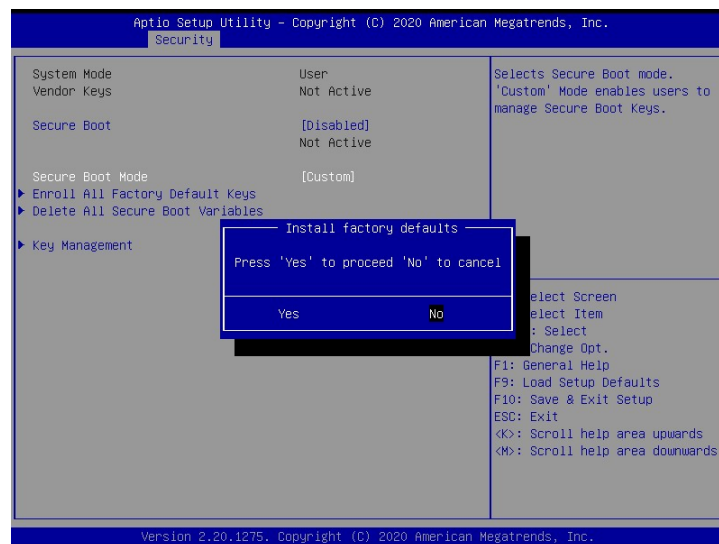 Aptio Setup Utility – Copyright (C) 2020 American Megatrends, Inc.
Security
System Mode User
Vendor Keys Not Active
Secure Boot [Disabled]
Not Active
Secure Boot Mode [Custom]
Enroll All Factory Default Keys
Delete All Secure Boot Variables
Key Management
Selects Secure Boot mode.
'Custom' Mode enables users to
manage Secure Boot Keys.
Install factory defaults
Press 'Yes' to proceed 'No' to cancel
Yes No
elect Screen
elect Item
: Select
Change Opt.
F1: General Help
F9: Load Setup Defaults
F10: Save & Exit Setup
ESC: Exit
<K>: Scroll help area upwards
<M>: Scroll help area downwards
Version 2.20.1275. Copyright (C) 2020 American Megatrends, Inc.